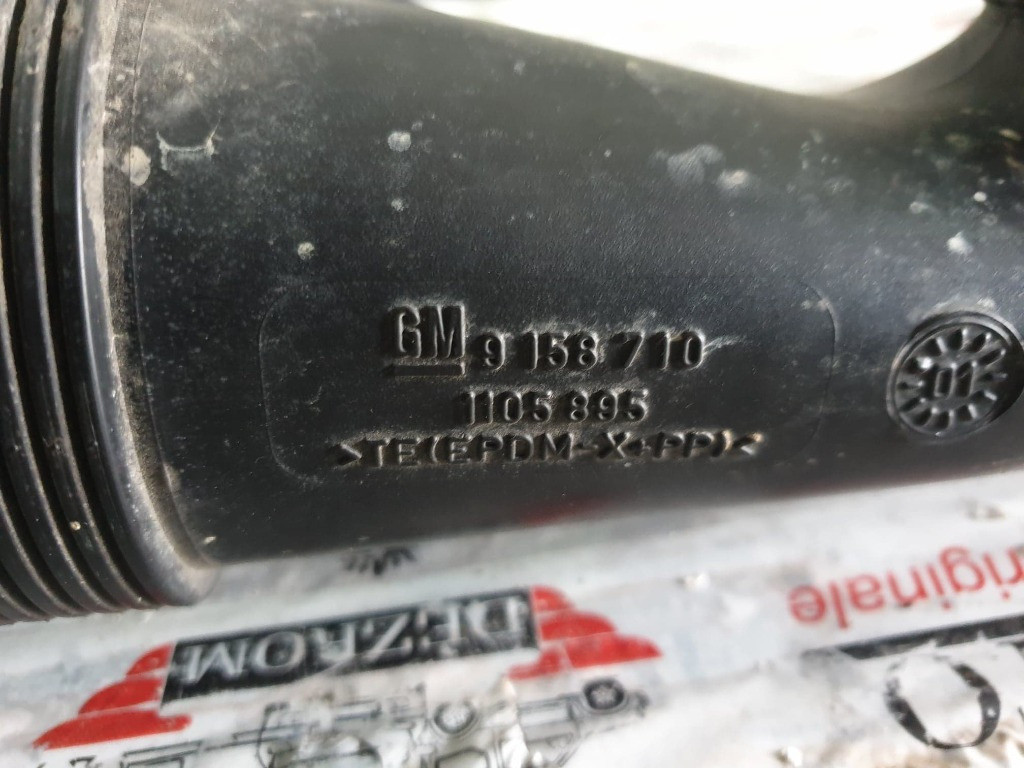 GM 9 158 710
1105 895
>TE(EPDM-X+PP)<
01
originale
DEZROM